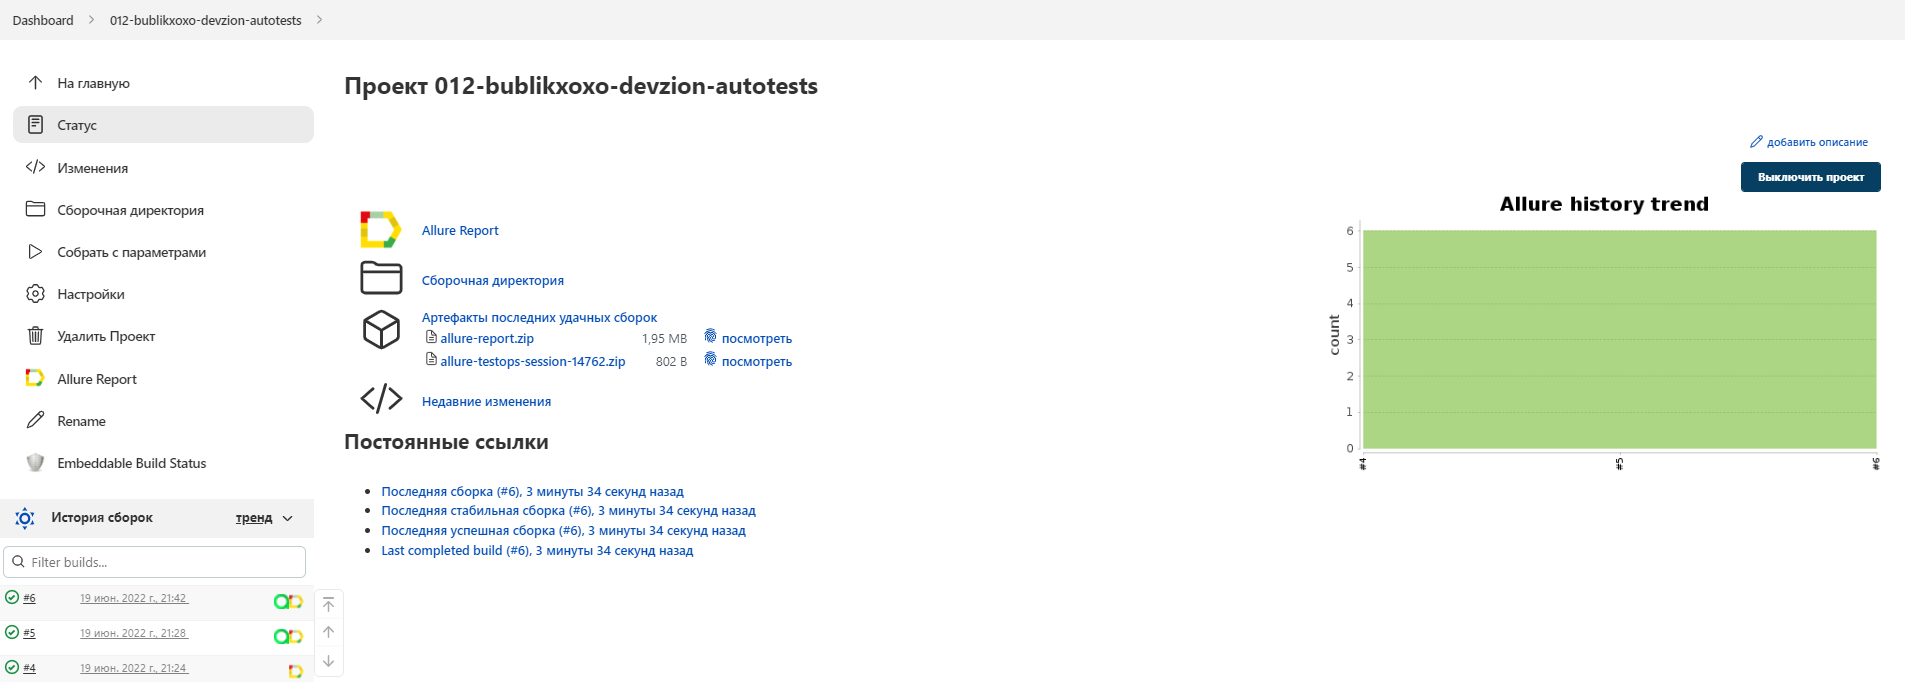 Dashboard
012-bublikxoxo-devzion-autotests
На главную
Статус
Изменения
Сборочная директория
Собрать с параметрами
Настройки
Удалить Проект
Allure Report
Rename
Embeddable Build Status
История сборок
тренд
Filter builds...
#6 19 июн. 2022 г., 21:42
#5 19 июн. 2022 г., 21:28
#4 19 июн. 2022 г., 21:24
Проект 012-bublikxoxo-devzion-autotests
добавить описание
Выключить проект
Allure Report
Сборочная директория
Артефакты последних удачных сборок
allure-report.zip 1,95 MB посмотреть
allure-testops-session-14762.zip 802 B посмотреть
Недавние изменения
Постоянные ссылки
Последняя сборка (#6), 3 минуты 34 секунд назад
Последняя стабильная сборка (#6), 3 минуты 34 секунд назад
Последняя успешная сборка (#6), 3 минуты 34 секунд назад
Last completed build (#6), 3 минуты 34 секунд назад
Allure history trend
count
6
5
4
3
2
1
0
#4
#5
#6